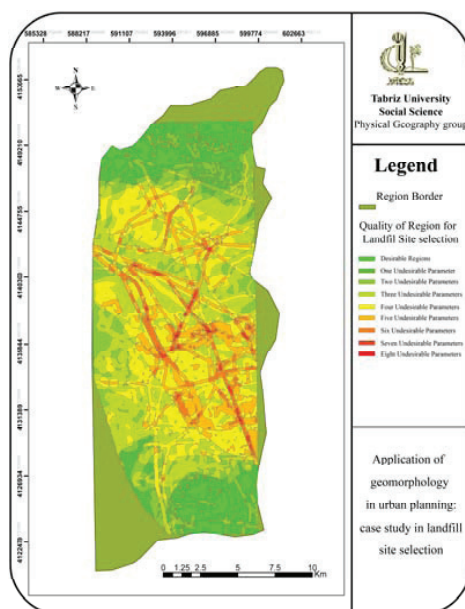 585328 588217 591107 593996 596885 599774 602663
4153665
4149210
4144755
4140300
4135844
4131389
4126934
4122479
N
W E
S
0 1.25 2.5 5 7.5 10
Km
Tabriz University
Social Science
Physical Gcography group
Legend
Region Border
Quality of Region for
Landfil Site selection
Desirable Regions
One Undesirable Parameter
Two Undesirable Parameters
Three Undesirable Parameters
Four Undesirable Parameters
Five Undesirable Parameters
Six Undesirable Parameters
Seven Undesirable Parameters
Eight Undesirable Parameters
Application of
geomorphology
in urban planning:
case study in landfill
site selection